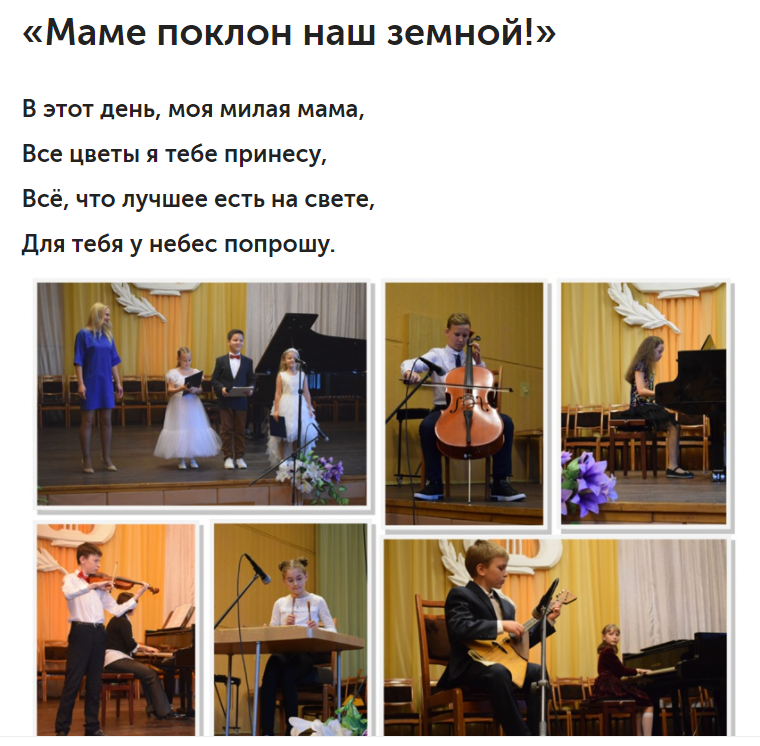 «Маме поклон наш земной!»
В этот день, моя милая мама,
Все цветы я тебе принесу,
Всё, что лучшее есть на свете,
Для тебя у небес попрошу.